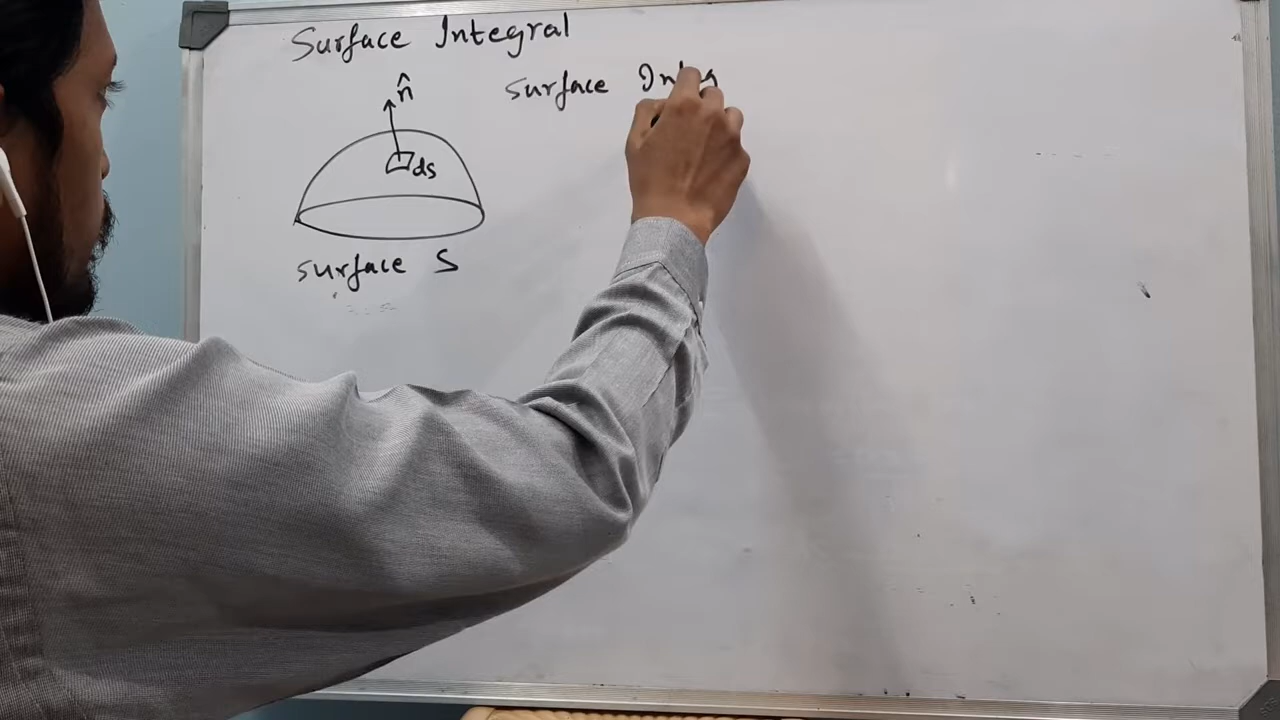 Surface Integral
n̂
surface
ds
surface S